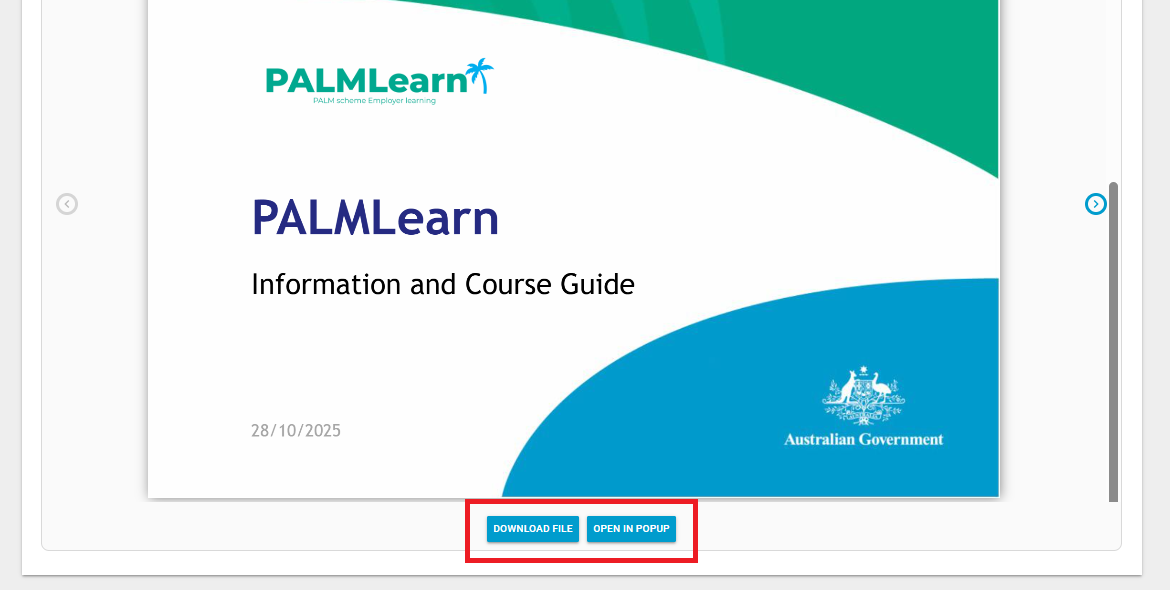 PALMLearn
PALM scheme Employer learning
PALMLearn
Information and Course Guide
28/10/2025
Australian Government
DOWNLOAD FILE
OPEN IN POPUP